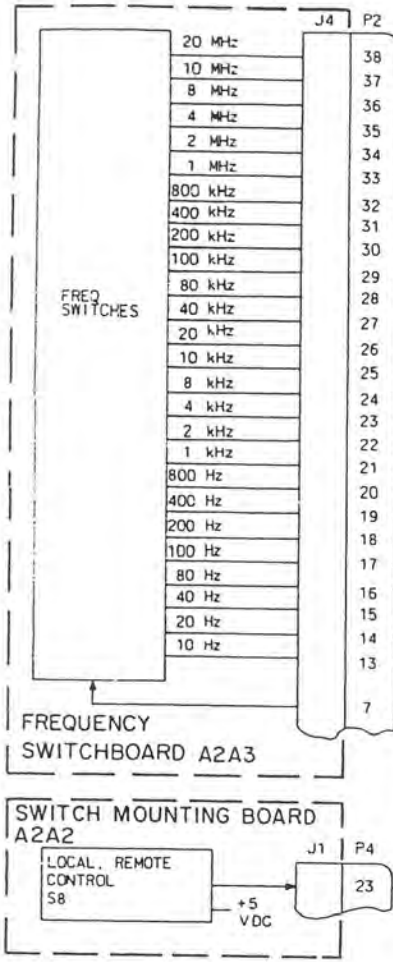 J4 P2
20 MHz
38
10 MHz
37
8 MHz
36
4 MHz
35
2 MHz
34
1 MHz
33
800 kHz
32
400 kHz
31
200 kHz
30
100 kHz
29
80 kHz
28
40 kHz
27
20 kHz
26
10 kHz
25
8 kHz
24
4 kHz
23
2 kHz
22
1 kHz
21
800 Hz
20
400 Hz
19
200 Hz
18
100 Hz
17
80 Hz
16
40 Hz
15
20 Hz
14
10 Hz
13
FREQ
SWITCHES
7
FREQUENCY
SWITCHBOARD A2A3
SWITCH MOUNTING BOARD
A2A2
J1 P4
LOCAL, REMOTE
CONTROL
S8
23
+5
VDC